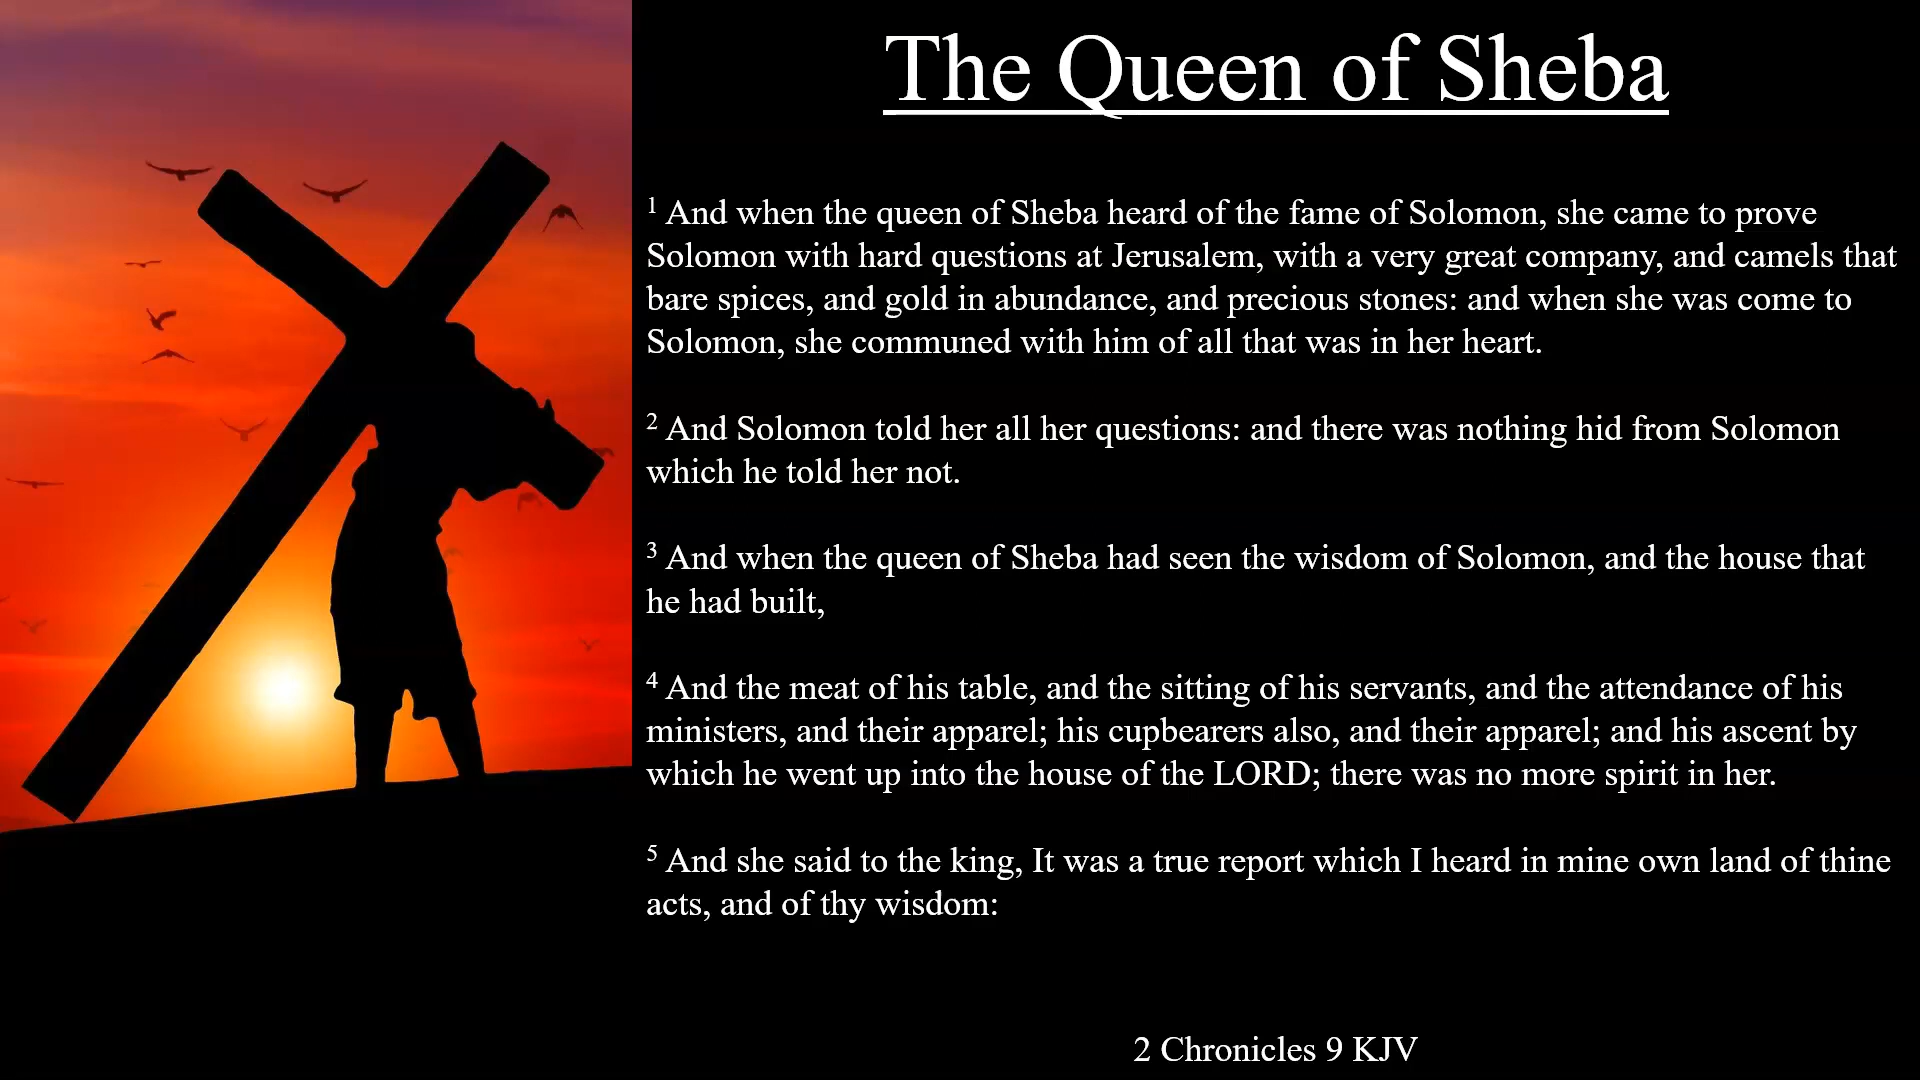 The Queen of Sheba
1 And when the queen of Sheba heard of the fame of Solomon, she came to prove
Solomon with hard questions at Jerusalem, with a very great company, and camels that
bare spices, and gold in abundance, and precious stones: and when she was come to
Solomon, she communed with him of all that was in her heart.
2 And Solomon told her all her questions: and there was nothing hid from Solomon
which he told her not.
3 And when the queen of Sheba had seen the wisdom of Solomon, and the house that
he had built,
4 And the meat of his table, and the sitting of his servants, and the attendance of his
ministers, and their apparel; his cupbearers also, and their apparel; and his ascent by
which he went up into the house of the LORD; there was no more spirit in her.
5 And she said to the king, It was a true report which I heard in mine own land of thine
acts, and of thy wisdom:
2 Chronicles 9 KJV